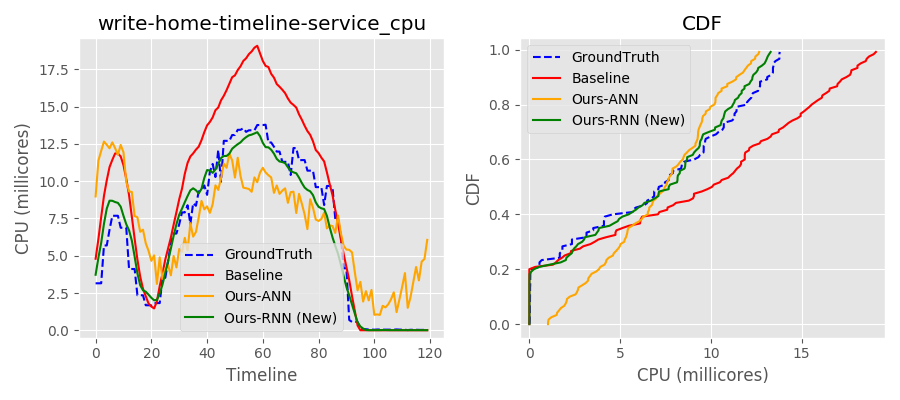 write-home-timeline-service_cpu
CPU (millicores)
17.5
15.0
12.5
10.0
7.5
5.0
2.5
0.0
GroundTruth
Baseline
Ours-ANN
Ours-RNN (New)
0
20
40
60
80
100
120
Timeline
CDF
CDF
1.0
0.8
0.6
0.4
0.2
0.0
GroundTruth
Baseline
Ours-ANN
Ours-RNN (New)
0
5
10
15
CPU (millicores)